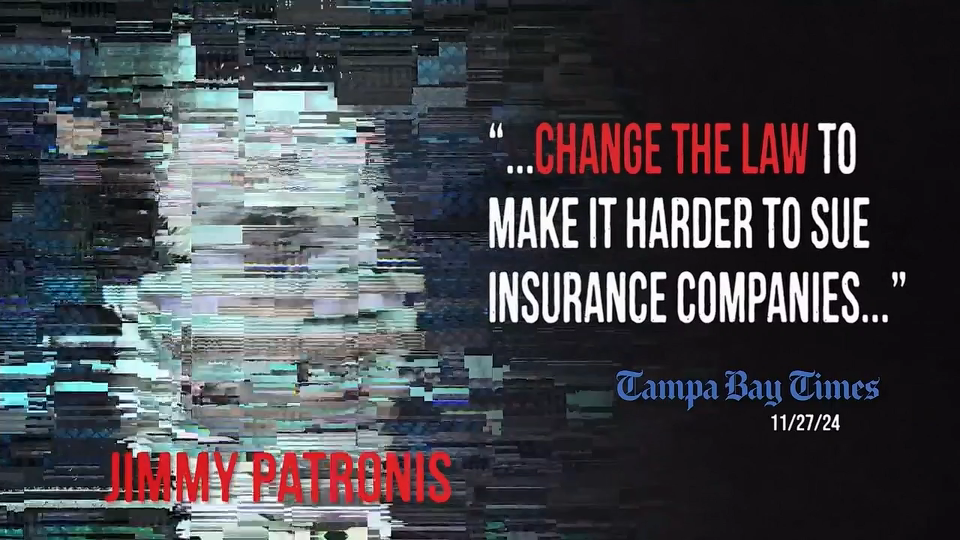 “...CHANGE THE LAW TO
MAKE IT HARDER TO SUE
INSURANCE COMPANIES...”
Tampa Bay Times
11/27/24
JIMMY PATRONIS